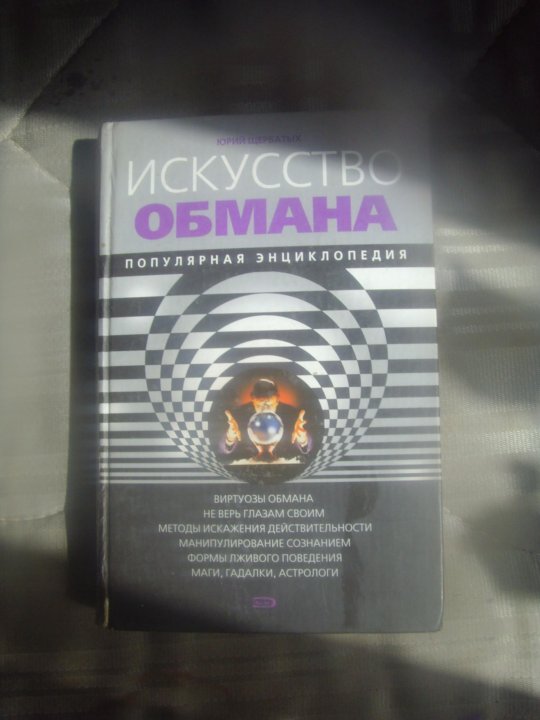 ЮРИЙ ЩЕРБАТЫХ
ИСКУССТВО
ОБМАНА
ПОПУЛЯРНАЯ ЭНЦИКЛОПЕДИЯ
ВИРТУОЗЫ ОБМАНА
НЕ ВЕРЬ ГЛАЗАМ СВОИМ
МЕТОДЫ ИСКАЖЕНИЯ ДЕЙСТВИТЕЛЬНОСТИ
МАНИПУЛИРОВАНИЕ СОЗНАНИЕМ
ФОРМЫ ЛЖИВОГО ПОВЕДЕНИЯ
МАГИ, ГАДАЛКИ, АСТРОЛОГИ